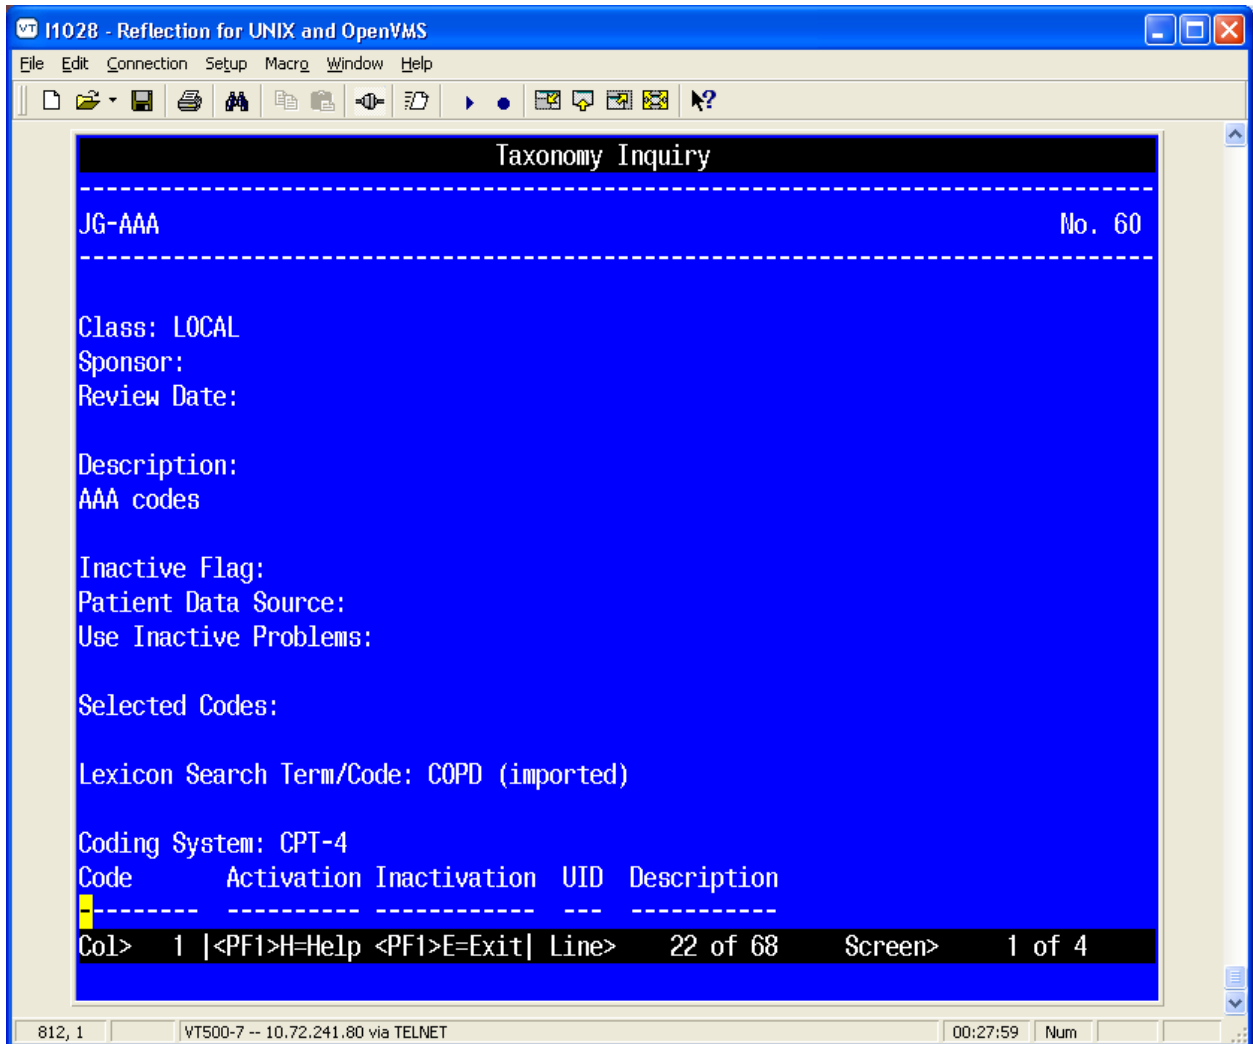 I1028 - Reflection for UNIX and OpenVMS
File Edit Connection Setup Macro Window Help
Taxonomy Inquiry
--------------------------------------------------------------------------------
JG-AAA No. 60
--------------------------------------------------------------------------------
Class: LOCAL
Sponsor:
Review Date:
Description:
AAA codes
Inactive Flag:
Patient Data Source:
Use Inactive Problems:
Selected Codes:
Lexicon Search Term/Code: COPD (imported)
Coding System: CPT-4
Code Activation Inactivation UID Description
--------- ---------- ------------ --- -----------
Col> 1 |<PF1>H=Help <PF1>E=Exit| Line> 22 of 68 Screen> 1 of 4
812, 1 VT500-7 -- 10.72.241.80 via TELNET 00:27:59 Num